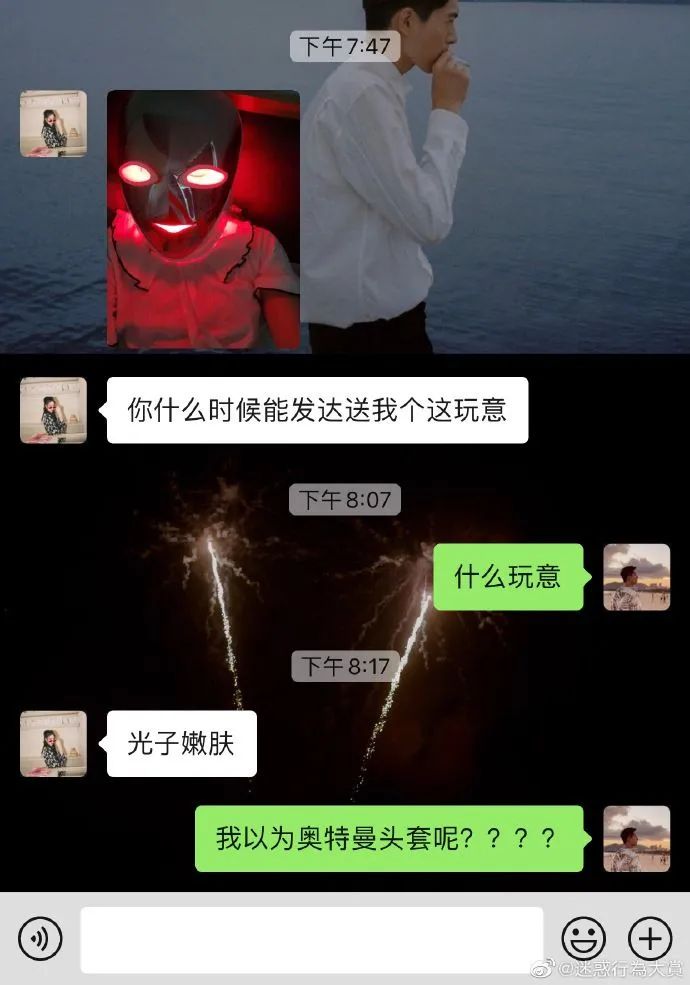 下午7:47
你什么时候能发达送我个这玩意
下午8:07
什么玩意
下午8:17
光子嫩肤
我以为奥特曼头套呢？？？？
@迷惑行為大賞